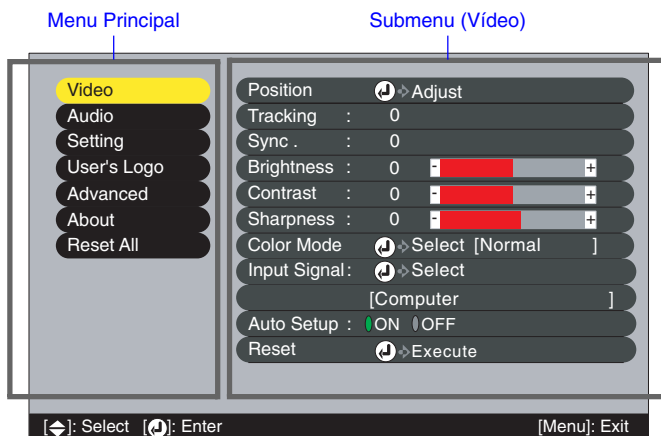 Menu Principal
Submenu (Vídeo)
Video
Audio
Setting
User's Logo
Advanced
About
Reset All
Position Adjust
Tracking : 0
Sync . : 0
Brightness : 0 - +
Contrast : 0 - +
Sharpness : 0 - +
Color Mode Select [Normal ]
Input Signal : Select
[Computer ]
Auto Setup : ON OFF
Reset Execute
[ ]: Select [ ]: Enter [Menu]: Exit